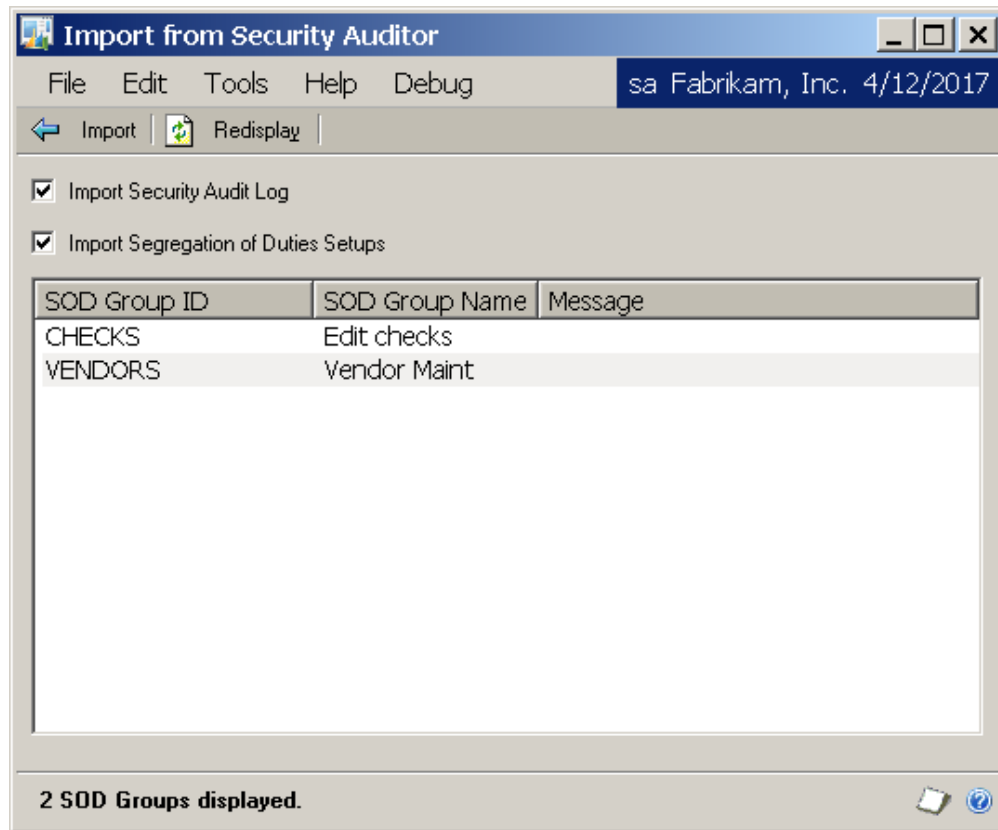 Import from Security Auditor
File Edit Tools Help Debug sa Fabrikam, Inc. 4/12/2017
Import Redisplay
Import Security Audit Log
Import Segregation of Duties Setups
SOD Group ID SOD Group Name Message
CHECKS Edit checks
VENDORS Vendor Maint
2 SOD Groups displayed.